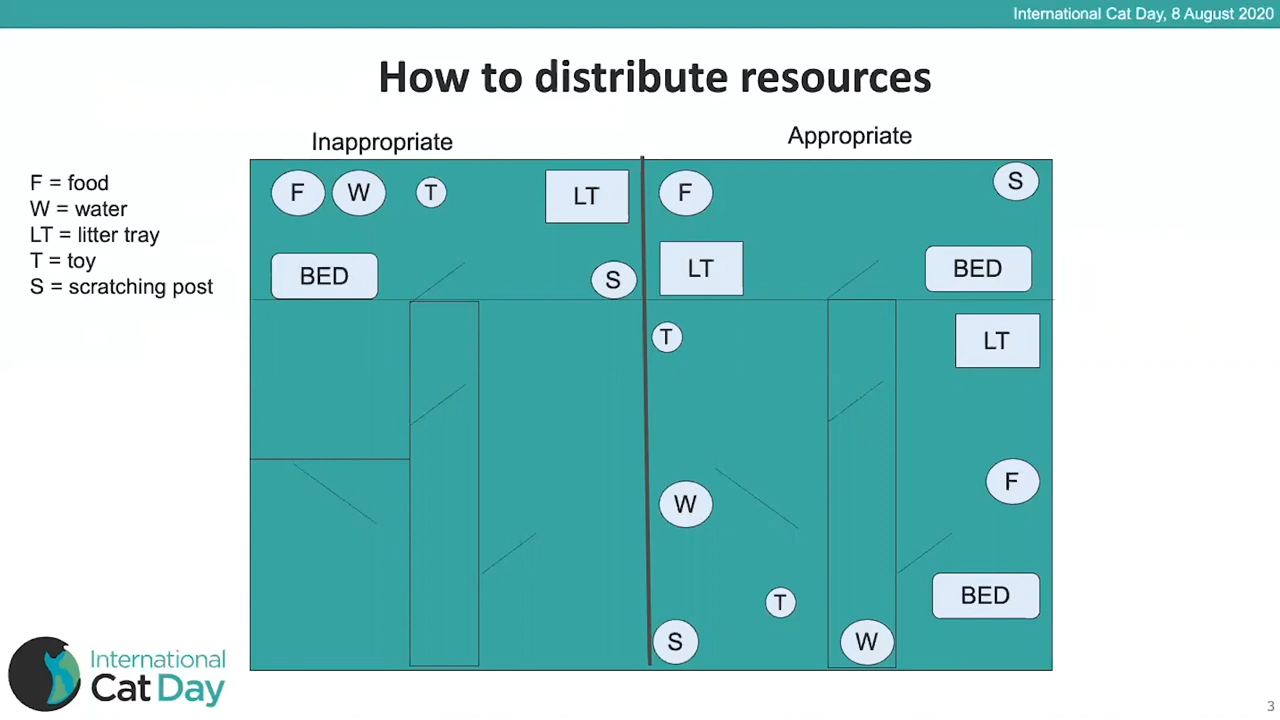 International Cat Day, 8 August 2020
How to distribute resources
Inappropriate
Appropriate
F = food
W = water
LT = litter tray
T = toy
S = scratching post
F W T LT
BED S
F S
LT BED
T LT
W F
T BED
S W
International
Cat Day
3